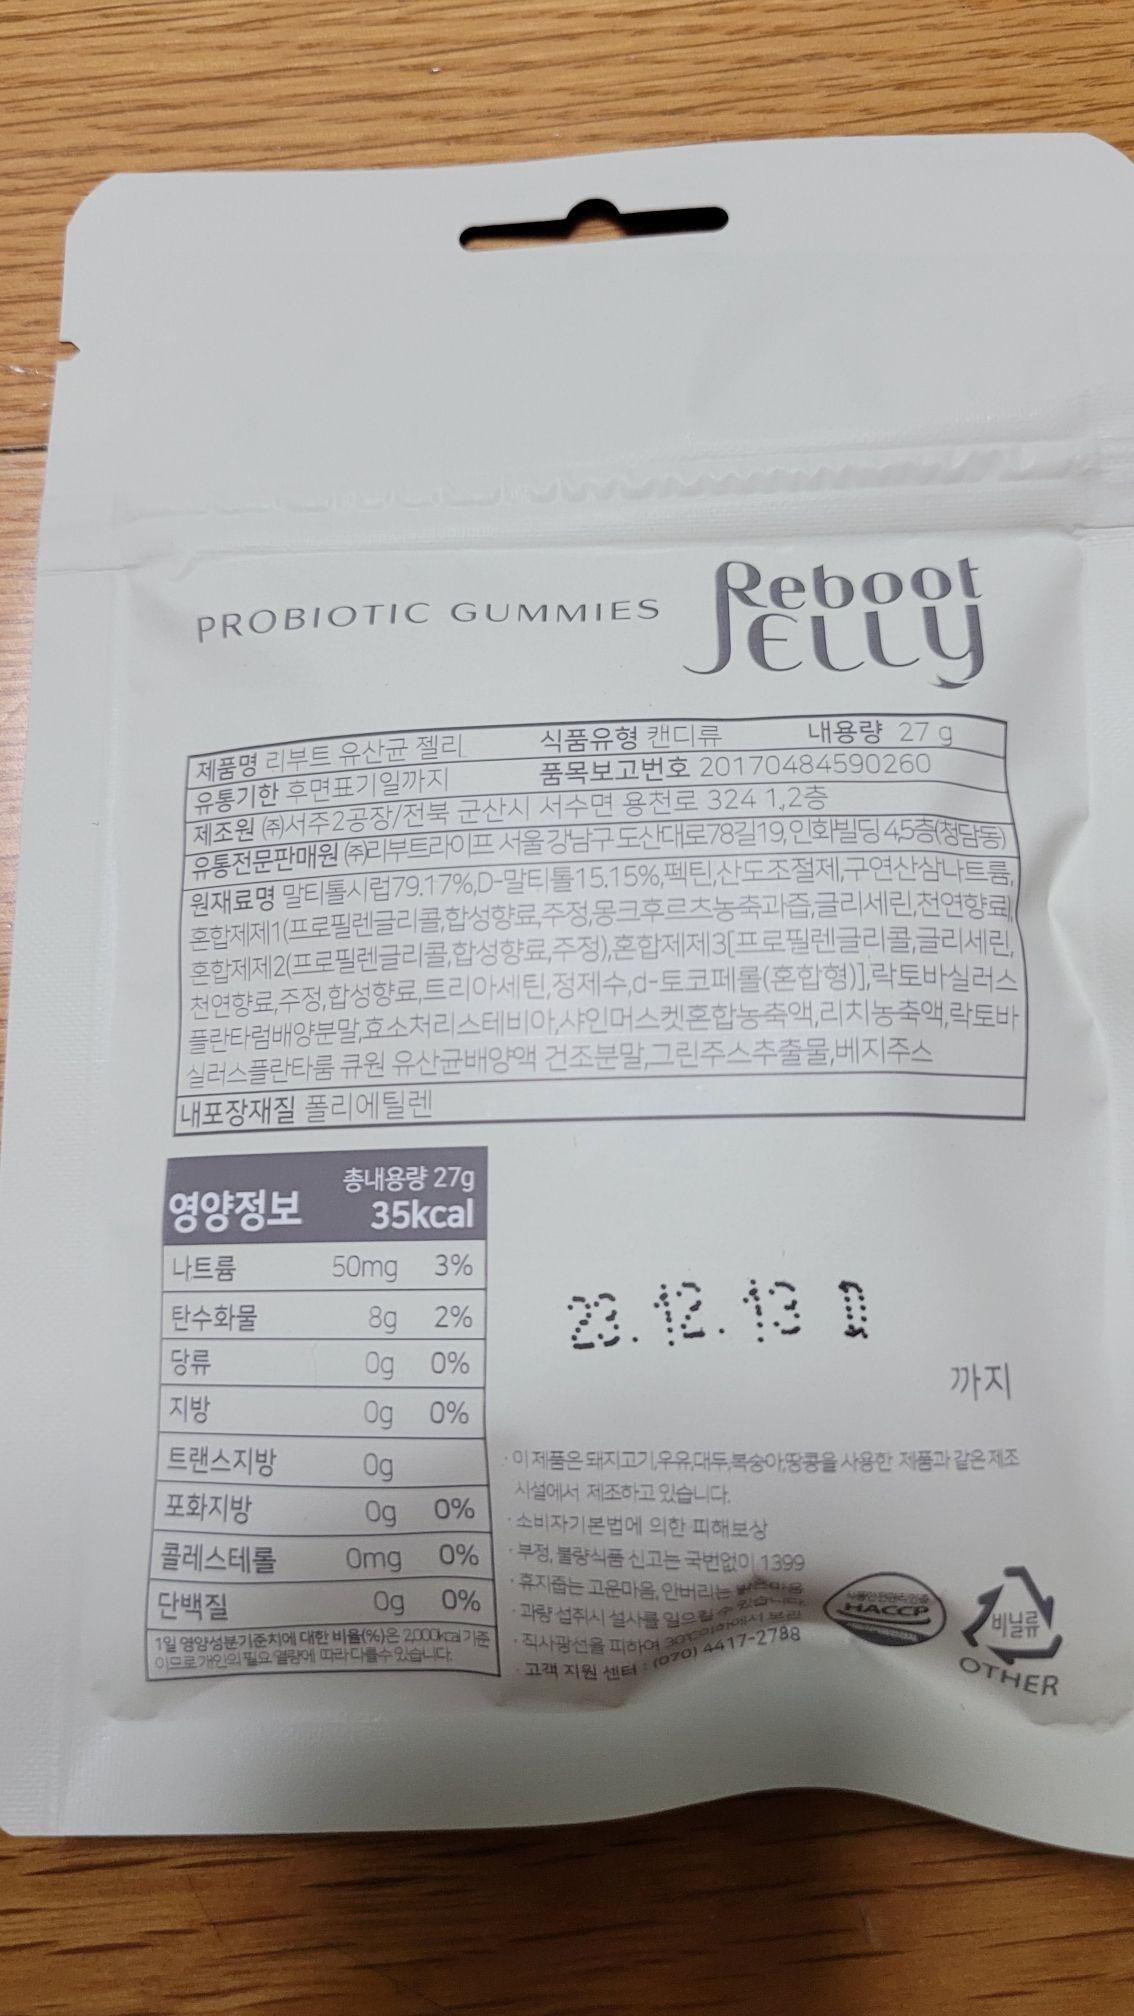 PROBIOTIC GUMMIES Reboot JELLY
제품명 리부트 유산균 젤리 식품유형 캔디류 내용량 27 g
유통기한 후면표기일까지 품목보고번호 20170484590260
제조원 ㈜서주2공장/전북 군산시 서수면 용천로 324 1,2층
유통전문판매원 ㈜리부트라이프 서울 강남구 도산대로78길19, 인화빌딩 4,5층(청담동)
원재료명 말티톨시럽79.17%,D-말티톨15.15%,펙틴,산도조절제,구연산삼나트륨,
혼합제제1(프로필렌글리콜,합성향료,주정,몽크후르츠농축과즙,글리세린,천연향료),
혼합제제2(프로필렌글리콜,합성향료,주정),혼합제제3[프로필렌글리콜,글리세린,
천연향료,주정,합성향료,트리아세틴,정제수,d-토코페롤(혼합형)],락토바실러스
플란타럼배양분말,효소처리스테비아,샤인머스켓혼합농축액,리치농축액,락토바
실러스플란타룸 큐원 유산균배양액 건조분말,그린주스추출물,베지주스
내포장재질 폴리에틸렌
영양정보 총내용량 27g
35kcal
나트륨 50mg 3%
탄수화물 8g 2%
당류 0g 0%
지방 0g 0%
트랜스지방 0g
포화지방 0g 0%
콜레스테롤 0mg 0%
단백질 0g 0%
1일 영양성분기준치에 대한 비율(%)은 2,000kcal 기준
이므로 개인의 필요 열량에 따라 다를수 있습니다.
23. 12. 13
까지
· 이 제품은 돼지고기,우유,대두,복숭아,땅콩을 사용한 제품과 같은 제조
시설에서 제조하고 있습니다.
· 소비자기본법에 의한 피해보상
· 부정, 불량식품 신고는 국번없이 1399
· 휴지줍는 고운마음, 안버리는 밝은마음
· 과량 섭취시 설사를 일으킬 수 있습니다.
· 직사광선을 피하여 30℃이하에서 보관
· 고객 지원 센터 : (070) 4417-2788
식품안전관리인증
HACCP
비닐류
OTHER